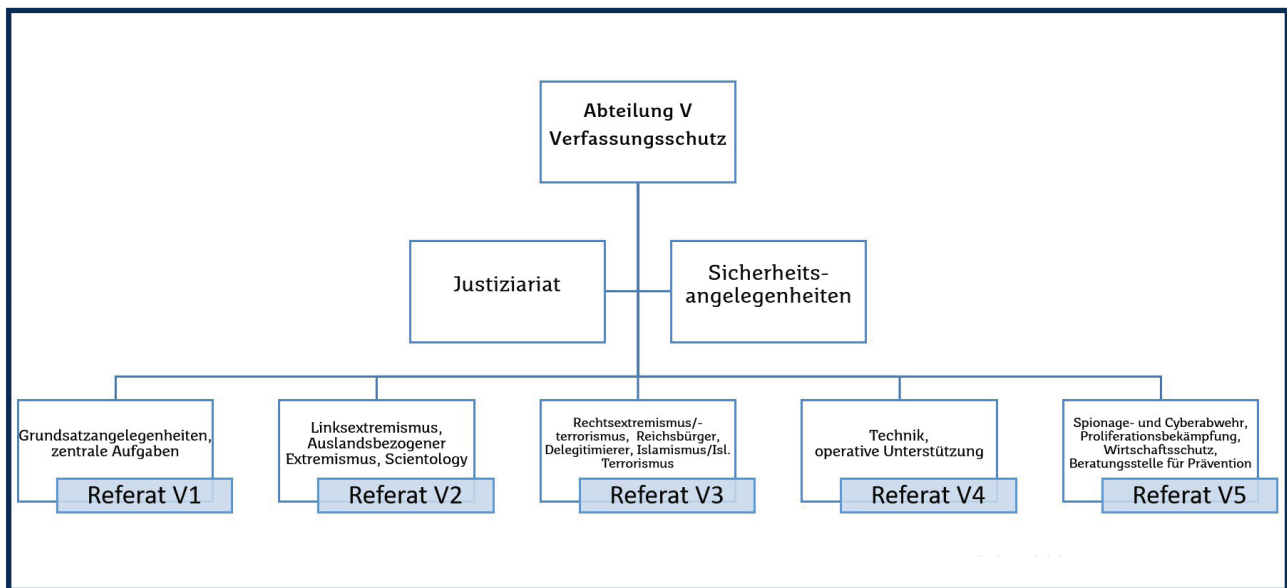 Abteilung V
Verfassungsschutz
Justiziariat
Sicherheits-
angelegenheiten
Grundsatzangelegenheiten,
zentrale Aufgaben
Referat V1
Linksextremismus,
Auslandsbezogener
Extremismus, Scientology
Referat V2
Rechtsextremismus/-
terrorismus, Reichsbürger,
Delegitimierer, Islamismus/Isl.
Terrorismus
Referat V3
Technik,
operative Unterstützung
Referat V4
Spionage- und Cyberabwehr,
Proliferationsbekämpfung,
Wirtschaftsschutz,
Beratungsstelle für Prävention
Referat V5